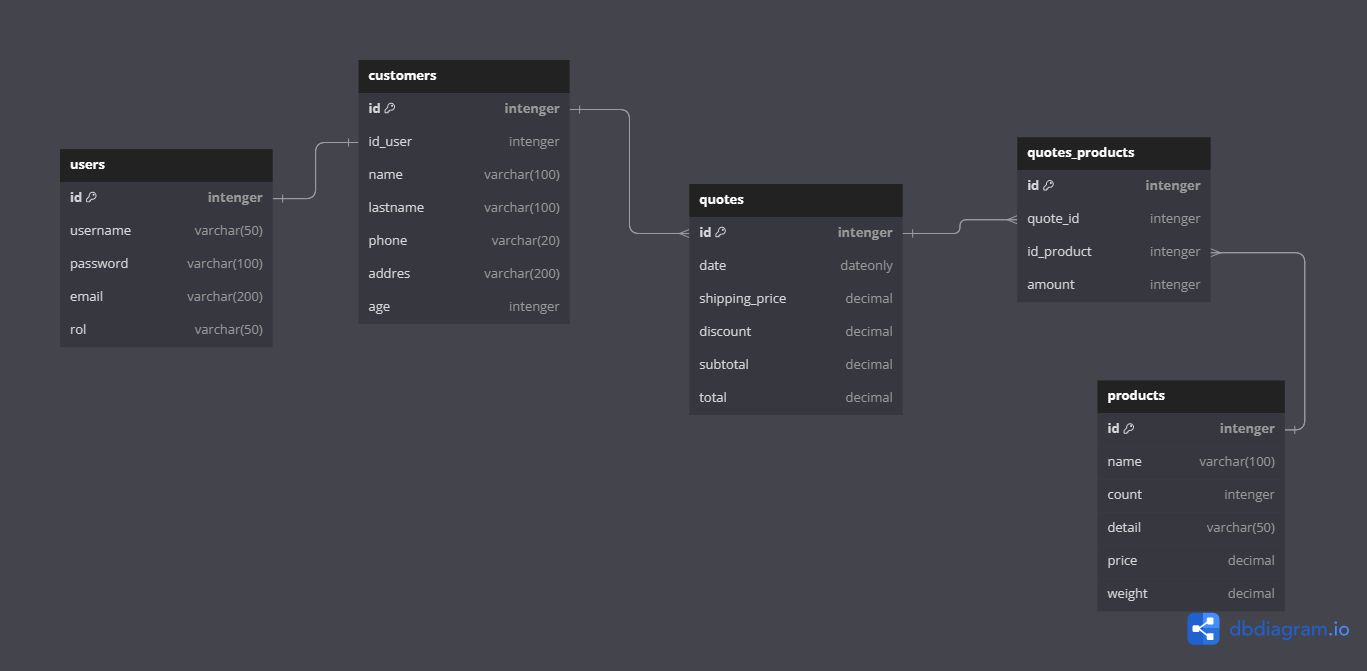 users
id intenger
username varchar(50)
password varchar(100)
email varchar(200)
rol varchar(50)
customers
id intenger
id_user intenger
name varchar(100)
lastname varchar(100)
phone varchar(20)
addres varchar(200)
age intenger
quotes
id intenger
date dateonly
shipping_price decimal
discount decimal
subtotal decimal
total decimal
quotes_products
id intenger
quote_id intenger
id_product intenger
amount intenger
products
id intenger
name varchar(100)
count intenger
detail varchar(50)
price decimal
weight decimal
dbdiagram.io